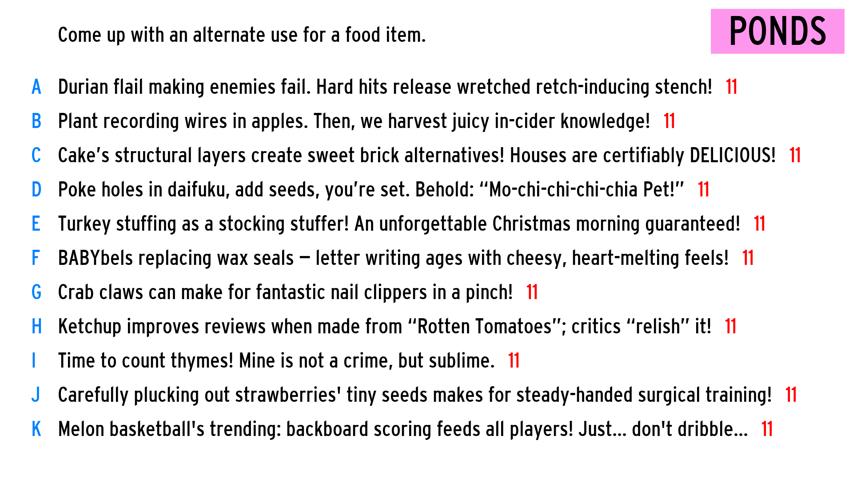 Come up with an alternate use for a food item.
PONDS
A Durian flail making enemies fail. Hard hits release wretched retch-inducing stench! 11
B Plant recording wires in apples. Then, we harvest juicy in-cider knowledge! 11
C Cake's structural layers create sweet brick alternatives! Houses are certifiably DELICIOUS! 11
D Poke holes in daifuku, add seeds, you're set. Behold: “Mo-chi-chi-chi-chia Pet!” 11
E Turkey stuffing as a stocking stuffer! An unforgettable Christmas morning guaranteed! 11
F BABYbels replacing wax seals – letter writing ages with cheesy, heart-melting feels! 11
G Crab claws can make for fantastic nail clippers in a pinch! 11
H Ketchup improves reviews when made from “Rotten Tomatoes”; critics “relish” it! 11
I Time to count thymes! Mine is not a crime, but sublime. 11
J Carefully plucking out strawberries' tiny seeds makes for steady-handed surgical training! 11
K Melon basketball's trending: backboard scoring feeds all players! Just... don't dribble... 11